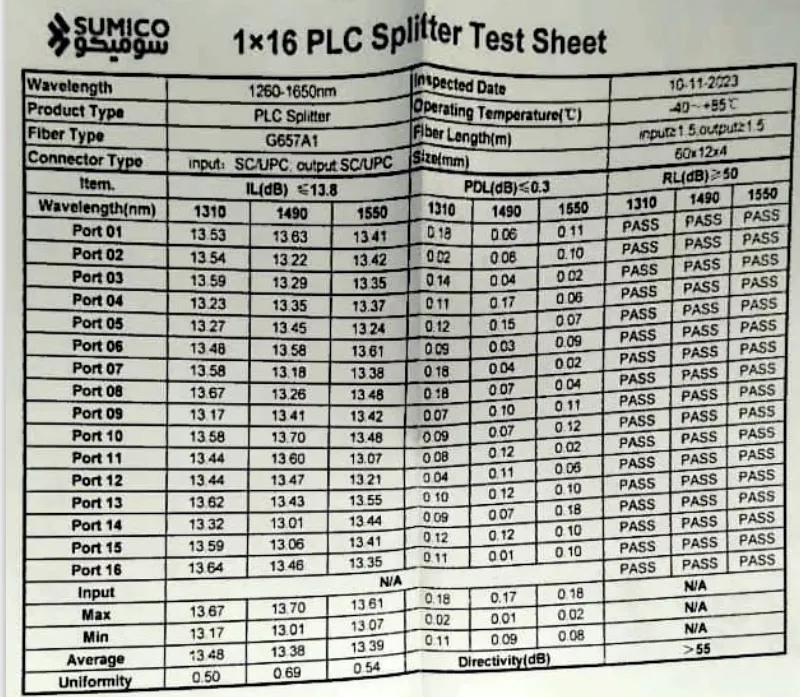 SUMICO
سوميكو
1×16 PLC Splitter Test Sheet
Wavelength 1260-1650nm Inspected Date 10-11-2023
Product Type PLC Splitter Operating Temperature(℃) -40~+85℃
Fiber Type G657A1 Fiber Length(m) input≥1.5,output≥1.5
Connector Type input: SC/UPC, output SC/UPC Size(mm) 60x12x4
Item. IL(dB) ≤13.8 PDL(dB)≤0.3 RL(dB)≥50
Wavelength(nm) 1310 1490 1550 1310 1490 1550 1310 1490 1550
Port 01 13.53 13.63 13.41 0.18 0.06 0.11 PASS PASS PASS
Port 02 13.54 13.22 13.42 0.02 0.06 0.10 PASS PASS PASS
Port 03 13.59 13.29 13.35 0.14 0.04 0.02 PASS PASS PASS
Port 04 13.23 13.35 13.37 0.11 0.17 0.06 PASS PASS PASS
Port 05 13.27 13.45 13.24 0.12 0.15 0.07 PASS PASS PASS
Port 06 13.48 13.58 13.61 0.09 0.03 0.09 PASS PASS PASS
Port 07 13.58 13.18 13.38 0.18 0.04 0.02 PASS PASS PASS
Port 08 13.67 13.26 13.48 0.18 0.07 0.04 PASS PASS PASS
Port 09 13.17 13.41 13.42 0.07 0.10 0.11 PASS PASS PASS
Port 10 13.58 13.70 13.48 0.09 0.07 0.12 PASS PASS PASS
Port 11 13.44 13.60 13.07 0.08 0.12 0.02 PASS PASS PASS
Port 12 13.44 13.47 13.21 0.04 0.11 0.06 PASS PASS PASS
Port 13 13.62 13.43 13.55 0.10 0.12 0.10 PASS PASS PASS
Port 14 13.32 13.01 13.44 0.09 0.07 0.18 PASS PASS PASS
Port 15 13.59 13.06 13.41 0.12 0.12 0.10 PASS PASS PASS
Port 16 13.64 13.46 13.35 0.11 0.01 0.10 PASS PASS PASS
Input N/A N/A
Max 13.67 13.70 13.61 0.18 0.17 0.18 N/A
Min 13.17 13.01 13.07 0.02 0.01 0.02 N/A
Average 13.48 13.38 13.39 0.11 0.09 0.08
Uniformity 0.50 0.69 0.54 Directivity(dB) >55